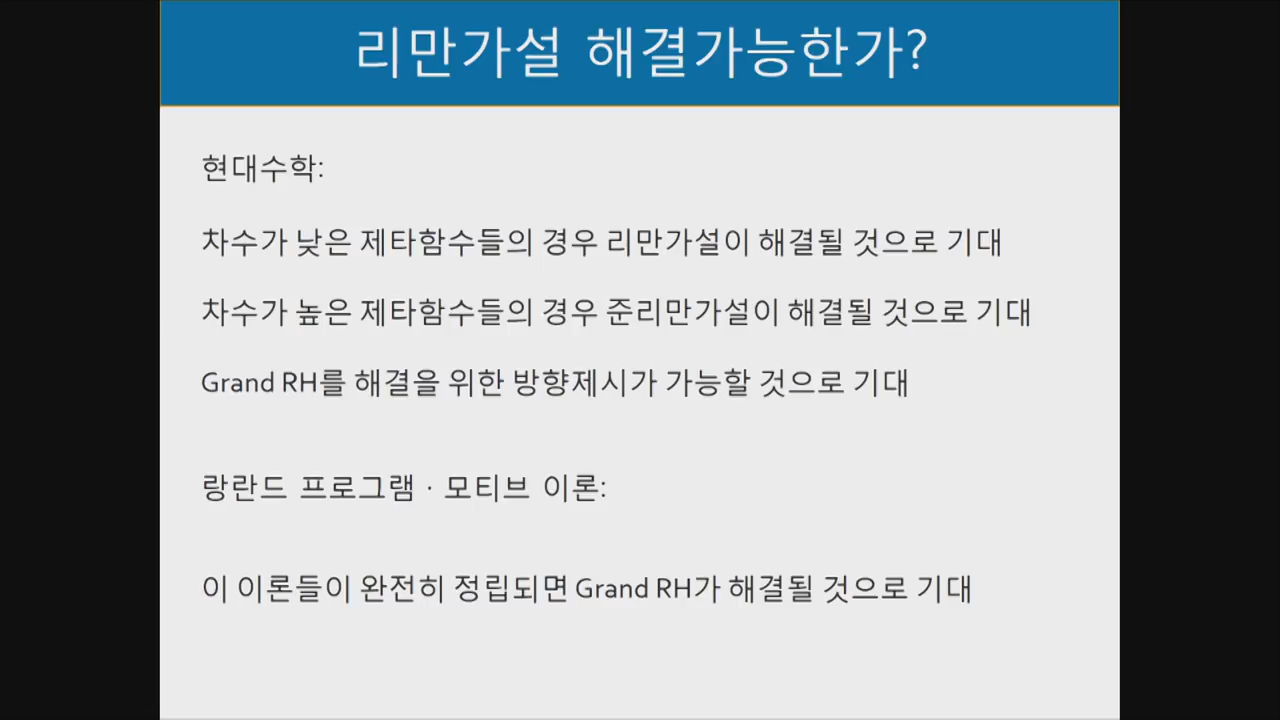 리만가설 해결가능한가?
현대수학:
차수가 낮은 제타함수들의 경우 리만가설이 해결될 것으로 기대
차수가 높은 제타함수들의 경우 준리만가설이 해결될 것으로 기대
Grand RH를 해결을 위한 방향제시가 가능할 것으로 기대
랑란드 프로그램 · 모티브 이론:
이 이론들이 완전히 정립되면 Grand RH가 해결될 것으로 기대